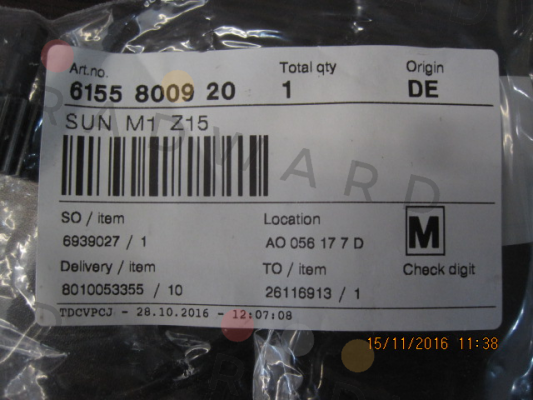 Art.no. Total qty Origin
6155 8009 20 1 DE
SUN M1 Z15
SO / item Location
6939027 / 1 AO 056 17 7 D M
Delivery / item TO / item Check digit
8010053355 / 10 26116913 / 1
TDCVPCJ - 28.10.2016 - 12:07:08
15/11/2016 11:38